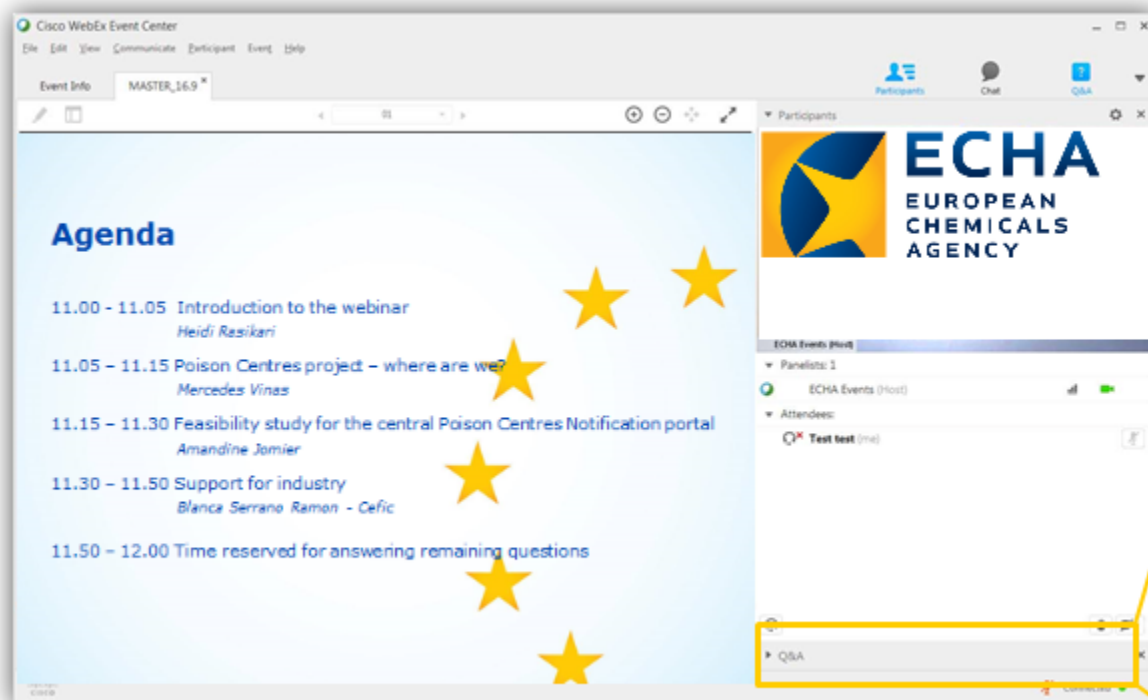 Cisco WebEx Event Center
File Edit View Communicate Participant Event Help
Event Info MASTER_16.9
Participants Chat Q&A
01
Participants
ECHA
EUROPEAN
CHEMICALS
AGENCY
Agenda
11.00 - 11.05 Introduction to the webinar
Heidi Rasikari
11.05 – 11.15 Poison Centres project – where are we?
Mercedes Vinas
11.15 – 11.30 Feasibility study for the central Poison Centres Notification portal
Amandine Jomier
11.30 – 11.50 Support for industry
Blanca Serrano Ramon - Cefic
11.50 – 12.00 Time reserved for answering remaining questions
ECHA Events (Host)
Panelists: 1
ECHA Events (Host)
Attendees:
Test test (me)
Q&A
Connected
cisco